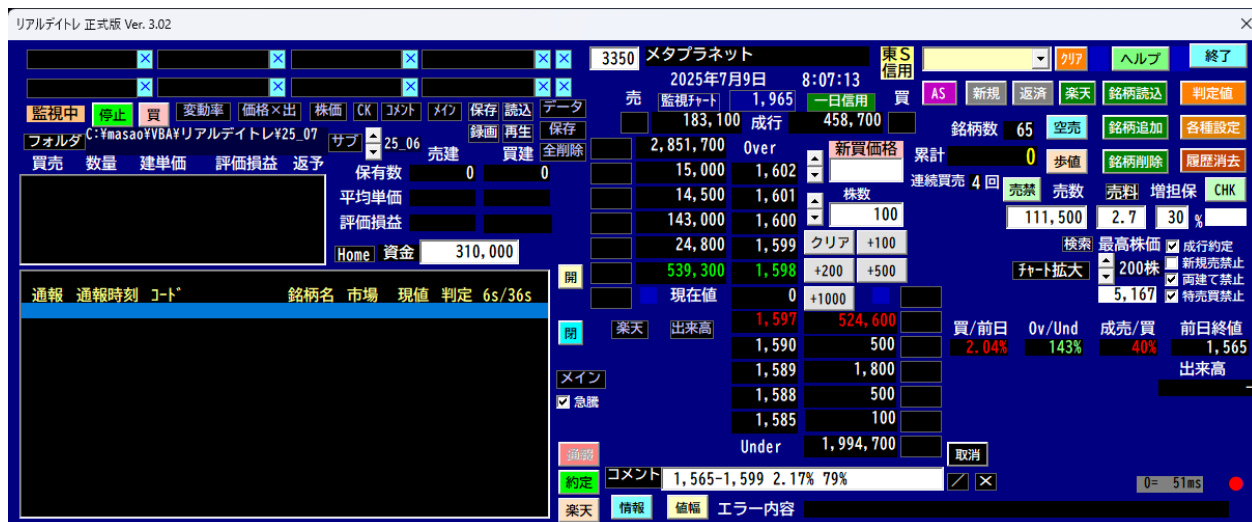 リアルデイトレ 正式版 Ver. 3.02
3350 メタプラネット 東S 信用 クリア ヘルプ 終了
2025年7月9日 8:07:13
監視中 停止 買 変動率 価格×出 株価 CK コメント メイン 保存 読込 データ
売 監視チャート 1,965 一日信用 買 AS 新規 返済 楽天 銘柄読込 判定値
フォルダ C:¥masao¥VBA¥リアルデイトレ¥25_07 サブ 25_06 録画 再生 保存
183,100 成行 458,700 銘柄数 65 空売 銘柄追加 各種設定
買売 数量 建単価 評価損益 返予 売建 買建 全削除
2,851,700 Over 新買価格 累計 0 歩値 銘柄削除 履歴消去
保有数 0 0
15,000 1,602 連続買売 4 回 売禁 売数 売料 増担保 CHK
平均単価
14,500 1,601 株数
評価損益
143,000 1,600 100 111,500 2.7 30 %
Home 資金 310,000
24,800 1,599 クリア +100 検索 最高株価 成行約定
539,300 1,598 +200 +500 チャート拡大 200株 新規売禁止
両建て禁止
開
通報 通報時刻 コード 銘柄名 市場 現値 判定 6s/36s
現在値 0 +1000 5,167 特売買禁止
閉 楽天 出来高 1,597 524,600 買/前日 Ov/Und 成売/買 前日終値
1,590 500 2.04% 143% 40% 1,565
メイン 1,589 1,800 出来高
急騰 1,588 500
1,585 100
通報 Under 1,994,700 取消
約定 コメント 1,565-1,599 2.17% 79% 0= 51ms
楽天 情報 値幅 エラー内容